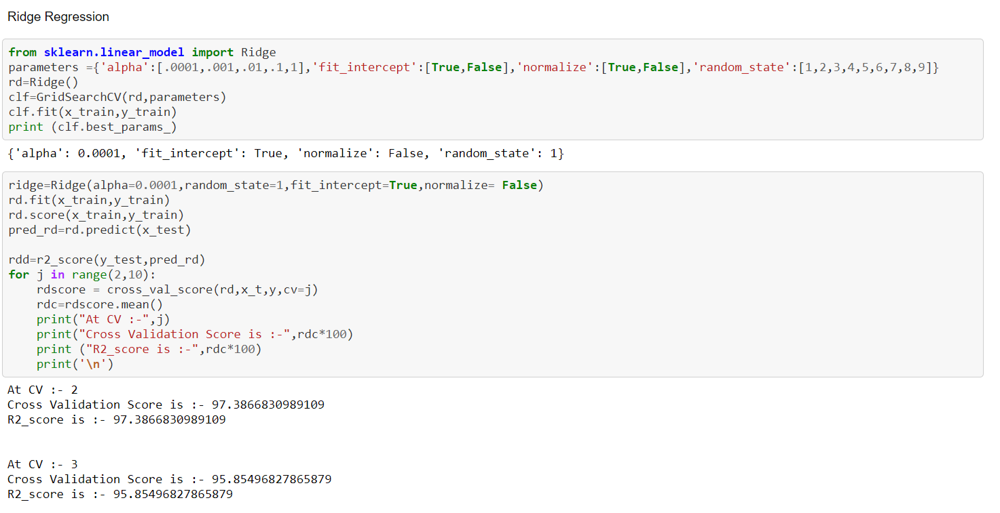 Ridge Regression
from sklearn.linear_model import Ridge
parameters ={'alpha':[.0001,.001,.01,.1,1],'fit_intercept':[True,False],'normalize':[True,False],'random_state':[1,2,3,4,5,6,7,8,9]}
rd=Ridge()
clf=GridSearchCV(rd,parameters)
clf.fit(x_train,y_train)
print (clf.best_params_)
{'alpha': 0.0001, 'fit_intercept': True, 'normalize': False, 'random_state': 1}
ridge=Ridge(alpha=0.0001,random_state=1,fit_intercept=True,normalize= False)
rd.fit(x_train,y_train)
rd.score(x_train,y_train)
pred_rd=rd.predict(x_test)
rdd=r2_score(y_test,pred_rd)
for j in range(2,10):
    rdscore = cross_val_score(rd,x_t,y,cv=j)
    rdc=rdscore.mean()
    print("At CV :-",j)
    print("Cross Validation Score is :-",rdc*100)
    print ("R2_score is :-",rdc*100)
    print('\n')
At CV :- 2
Cross Validation Score is :- 97.3866830989109
R2_score is :- 97.3866830989109
At CV :- 3
Cross Validation Score is :- 95.85496827865879
R2_score is :- 95.85496827865879